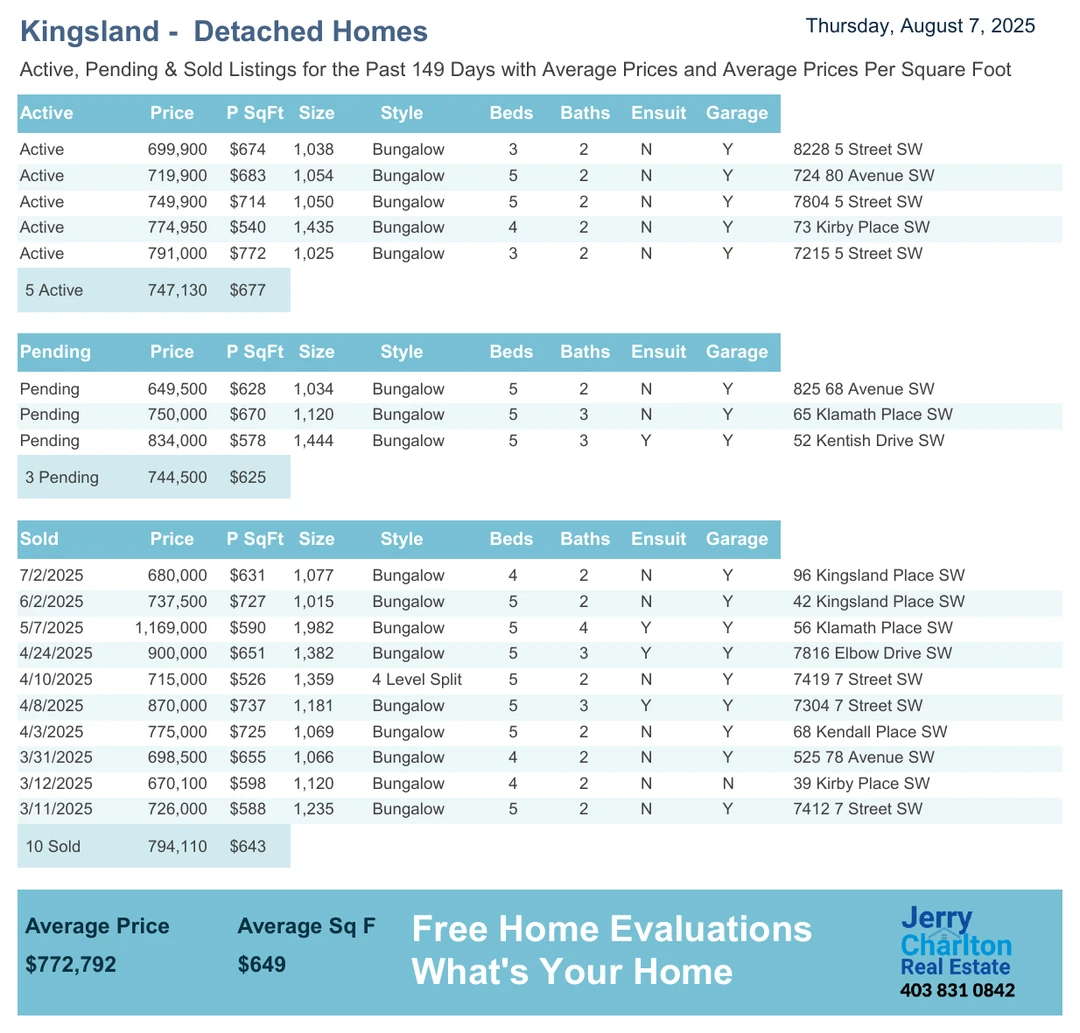 Kingsland -  Detached Homes
Thursday, August 7, 2025
Active, Pending & Sold Listings for the Past 149 Days with Average Prices and Average Prices Per Square Foot
Active Price P SqFt Size Style Beds Baths Ensuit Garage
Active 699,900 $674 1,038 Bungalow 3 2 N Y 8228 5 Street SW
Active 719,900 $683 1,054 Bungalow 5 2 N Y 724 80 Avenue SW
Active 749,900 $714 1,050 Bungalow 5 2 N Y 7804 5 Street SW
Active 774,950 $540 1,435 Bungalow 4 2 N Y 73 Kirby Place SW
Active 791,000 $772 1,025 Bungalow 3 2 N Y 7215 5 Street SW
5 Active 747,130 $677
Pending Price P SqFt Size Style Beds Baths Ensuit Garage
Pending 649,500 $628 1,034 Bungalow 5 2 N Y 825 68 Avenue SW
Pending 750,000 $670 1,120 Bungalow 5 3 N Y 65 Klamath Place SW
Pending 834,000 $578 1,444 Bungalow 5 3 Y Y 52 Kentish Drive SW
3 Pending 744,500 $625
Sold Price P SqFt Size Style Beds Baths Ensuit Garage
7/2/2025 680,000 $631 1,077 Bungalow 4 2 N Y 96 Kingsland Place SW
6/2/2025 737,500 $727 1,015 Bungalow 5 2 N Y 42 Kingsland Place SW
5/7/2025 1,169,000 $590 1,982 Bungalow 5 4 Y Y 56 Klamath Place SW
4/24/2025 900,000 $651 1,382 Bungalow 5 3 Y Y 7816 Elbow Drive SW
4/10/2025 715,000 $526 1,359 4 Level Split 5 2 N Y 7419 7 Street SW
4/8/2025 870,000 $737 1,181 Bungalow 5 3 Y Y 7304 7 Street SW
4/3/2025 775,000 $725 1,069 Bungalow 5 2 N Y 68 Kendall Place SW
3/31/2025 698,500 $655 1,066 Bungalow 4 2 N Y 525 78 Avenue SW
3/12/2025 670,100 $598 1,120 Bungalow 4 2 N N 39 Kirby Place SW
3/11/2025 726,000 $588 1,235 Bungalow 5 2 N Y 7412 7 Street SW
10 Sold 794,110 $643
Average Price Average Sq F
$772,792 $649
Free Home Evaluations
What's Your Home
Jerry
Charlton
Real Estate
403 831 0842